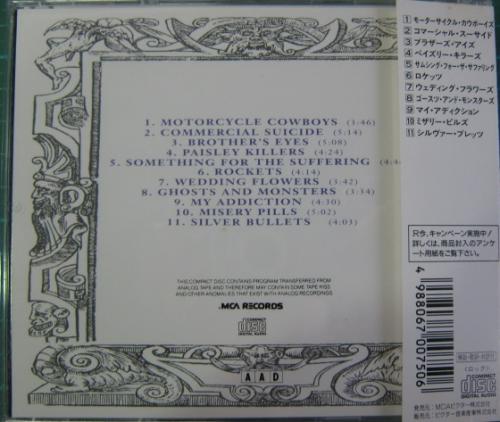 1. MOTORCYCLE COWBOYS (3:46)
2. COMMERCIAL SUICIDE (5:14)
3. BROTHER'S EYES (5:08)
4. PAISLEY KILLERS (4:24)
5. SOMETHING FOR THE SUFFERING
6. ROCKETS (4:14)
7. WEDDING FLOWERS (3:42)
8. GHOSTS AND MONSTERS (3:34)
9. MY ADDICTION (4:30)
10. MISERY PILLS (5:02)
11. SILVER BULLETS (4:03)
THIS COMPACT DISC CONTAINS PROGRAM TRANSFERRED FROM
ANALOG TAPE AND THEREFORE MAY CONTAIN SOME TAPE HISS
AND OTHER ANOMALIES THAT EXIST WITH ANALOG RECORDINGS.
MCA RECORDS
COMPACT
disc
DIGITAL AUDIO
A A D
1 モーターサイクル・カウボーイズ
2 コマーシャル・スーサイド
3 ブラザーズ・アイズ
4 ペイズリー・キラーズ
5 サムシング・フォー・ザ・サファリング
6 ロケッツ
7 ウェディング・フラワーズ
8 ゴースツ・アンド・モンスターズ
9 マイ・アディクション
10 ミザリー・ピルズ
11 シルヴァー・ブレッツ
只今、キャンペーン実施中!
詳しくは、商品封入のアンケート用紙をご覧下さい。
4 988067 007506
〈ロック〉
COMPACT
disc
DIGITAL AUDIO
発売元:MCAビクター株式会社
販売元:ビクター音楽産業株式会社